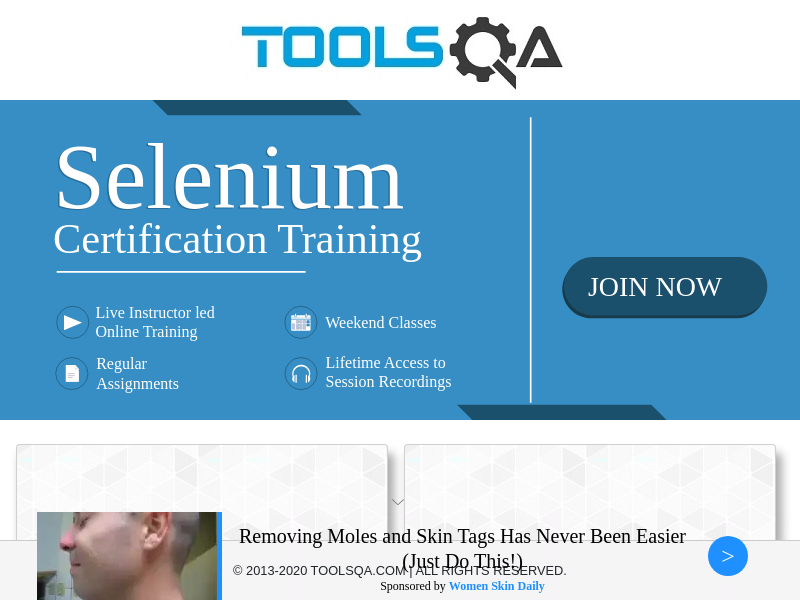 TOOLSQA
Selenium
Certification Training
JOIN NOW
Live Instructor led
Online Training
Weekend Classes
Regular
Assignments
Lifetime Access to
Session Recordings
Removing Moles and Skin Tags Has Never Been Easier
(Just Do This!)
© 2013-2020 TOOLSQA.COM | ALL RIGHTS RESERVED.
Sponsored by Women Skin Daily
>